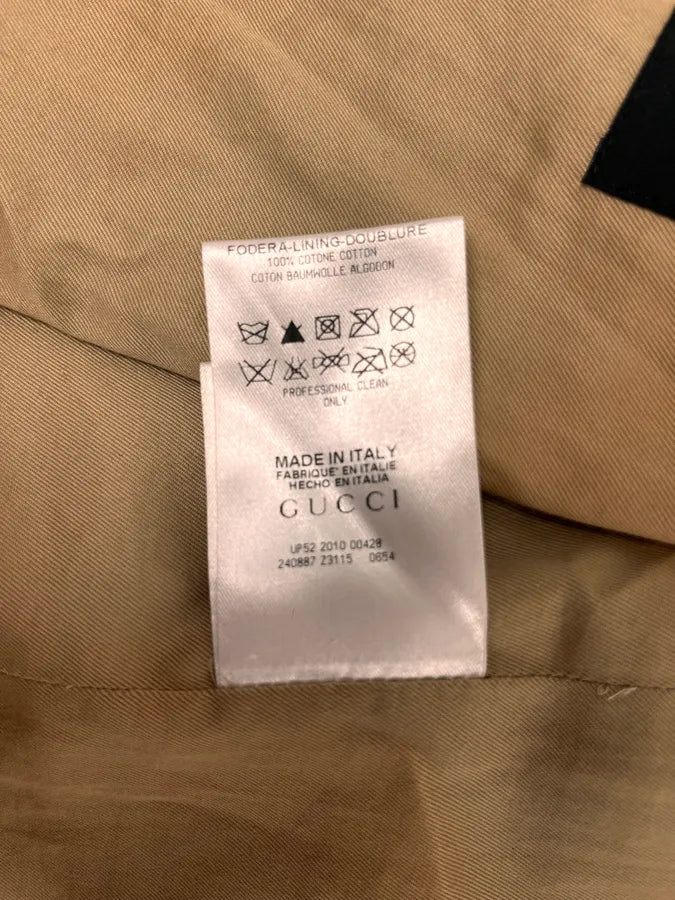 FODERA-LINING-DOUBLURE
100% COTONE COTTON
COTON BAUMWOLLE ALGODON
PROFESSIONAL CLEAN
ONLY
MADE IN ITALY
FABRIQUE' EN ITALIE
HECHO EN ITALIA
GUCCI
UP52 2010 00428
240887 Z3115 0654